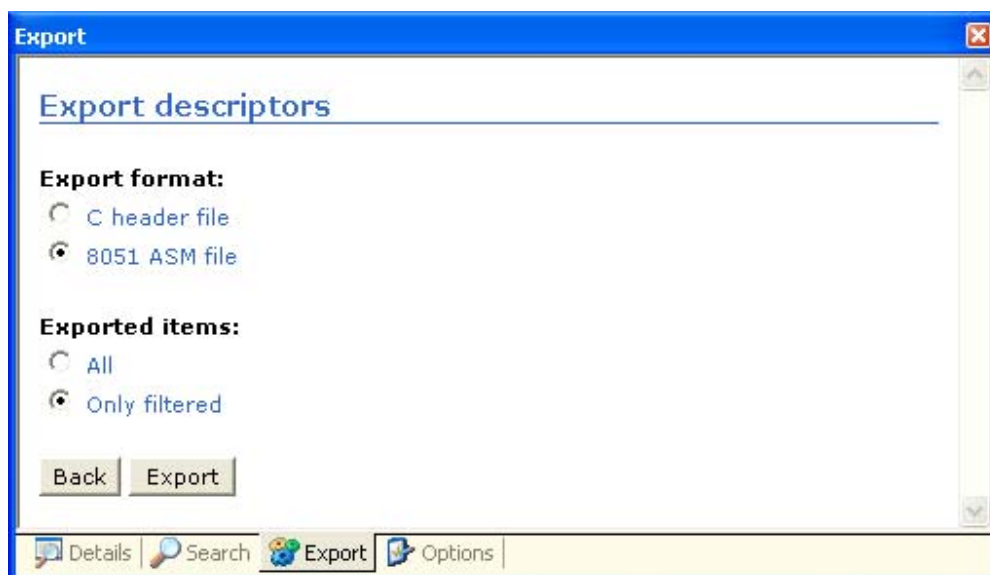 Export
Export descriptors
Export format:
C header file
8051 ASM file
Exported items:
All
Only filtered
Back Export
Details Search Export Options